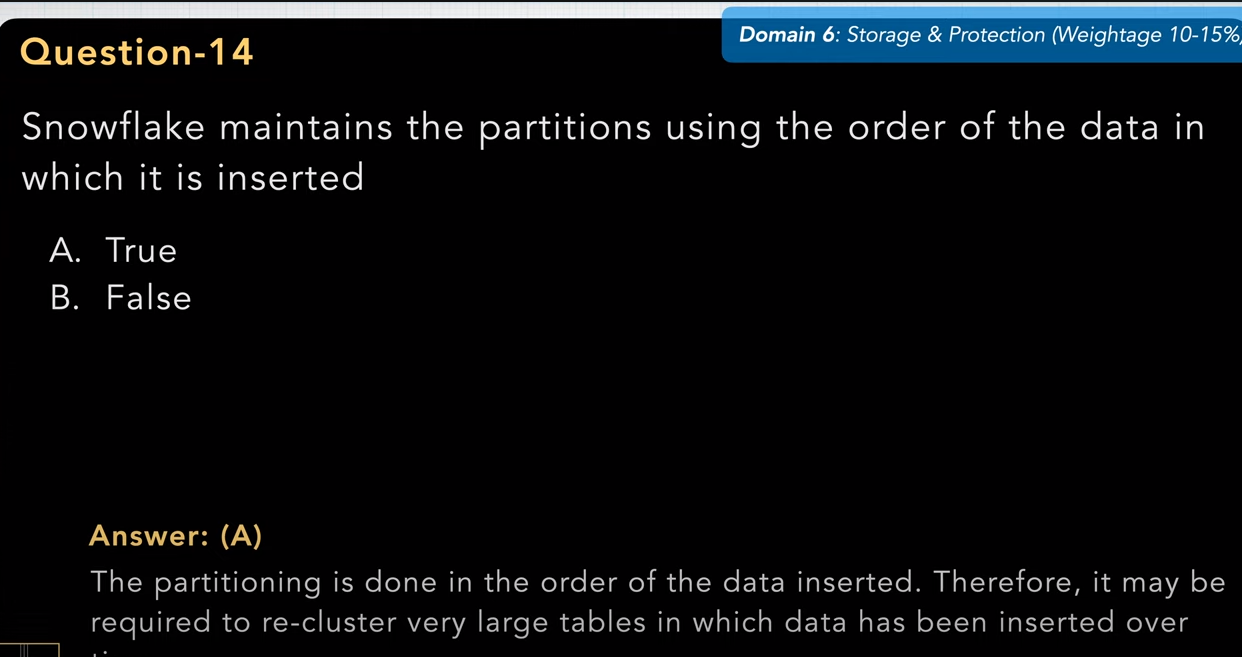 Domain 6: Storage & Protection (Weightage 10-15%)
Question-14
Snowflake maintains the partitions using the order of the data in
which it is inserted
A. True
B. False
Answer: (A)
The partitioning is done in the order of the data inserted. Therefore, it may be
required to re-cluster very large tables in which data has been inserted over